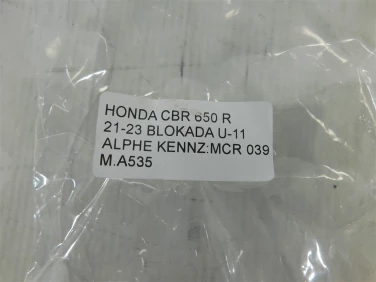 HONDA CBR 650 R
21-23 BLOKADA U-11
ALPHE KENNZ:MCR 039
M.A535